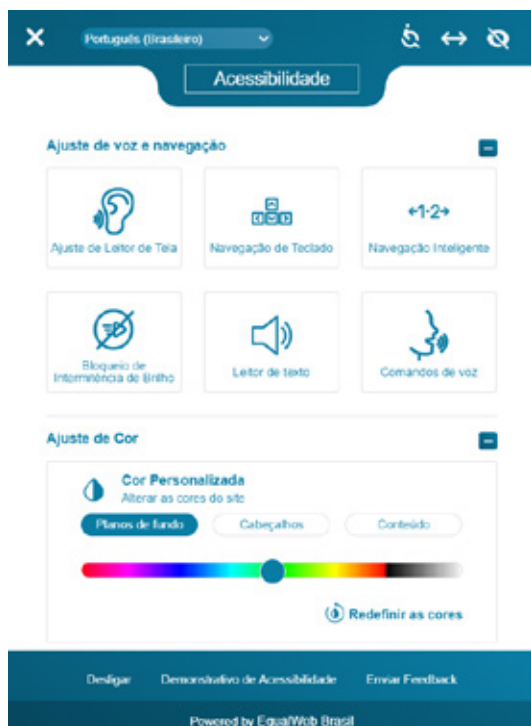 Português (Brasileiro)
Acessibilidade
Ajuste de voz e navegação
Ajuste de Leitor de Tela
Navegação de Teclado
←1·2→
Navegação Inteligente
Bloqueio de
Intermitência de Brilho
Leitor de texto
Comandos de voz
Ajuste de Cor
Cor Personalizada
Alterar as cores do site
Planos de fundo
Cabeçalhos
Conteúdo
Redefinir as cores
Desligar
Demonstrativo de Acessibilidade
Enviar Feedback
Powered by EqualWeb Brasil